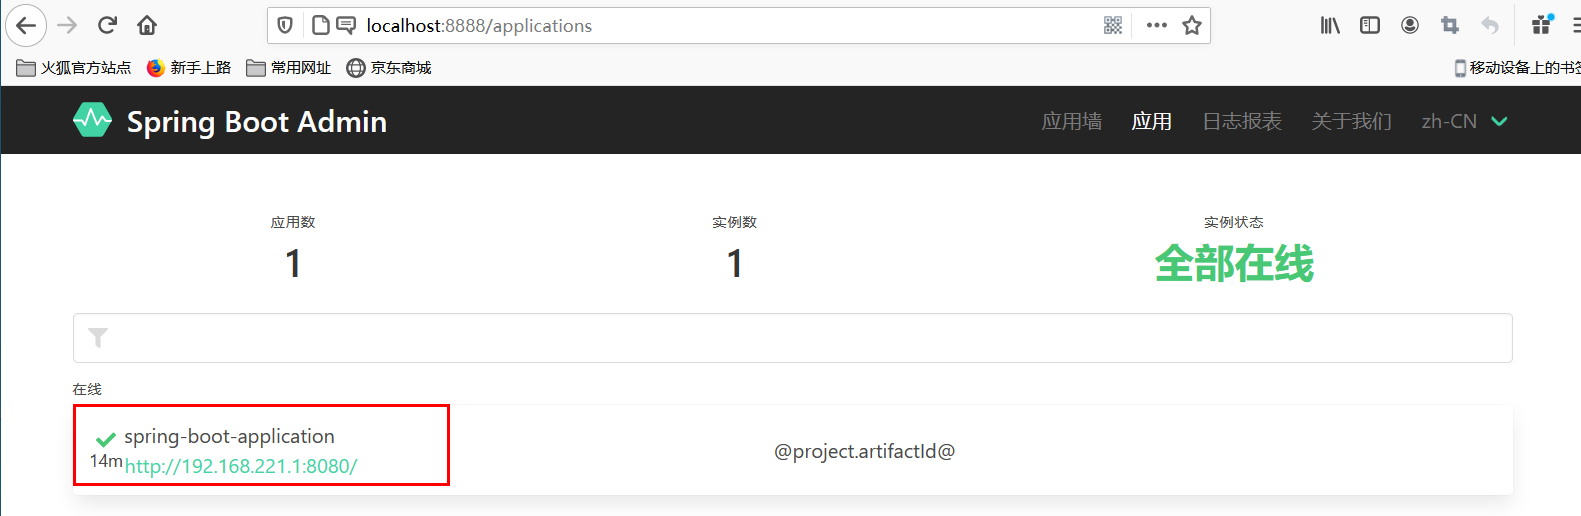 localhost:8888/applications
火狐官方站点 新手上路 常用网址 京东商城 移动设备上的书签
Spring Boot Admin 应用墙 应用 日志报表 关于我们 zh-CN
应用数 实例数 实例状态
1 1 全部在线
在线
spring-boot-application
@project.artifactId@
14m http://192.168.221.1:8080/